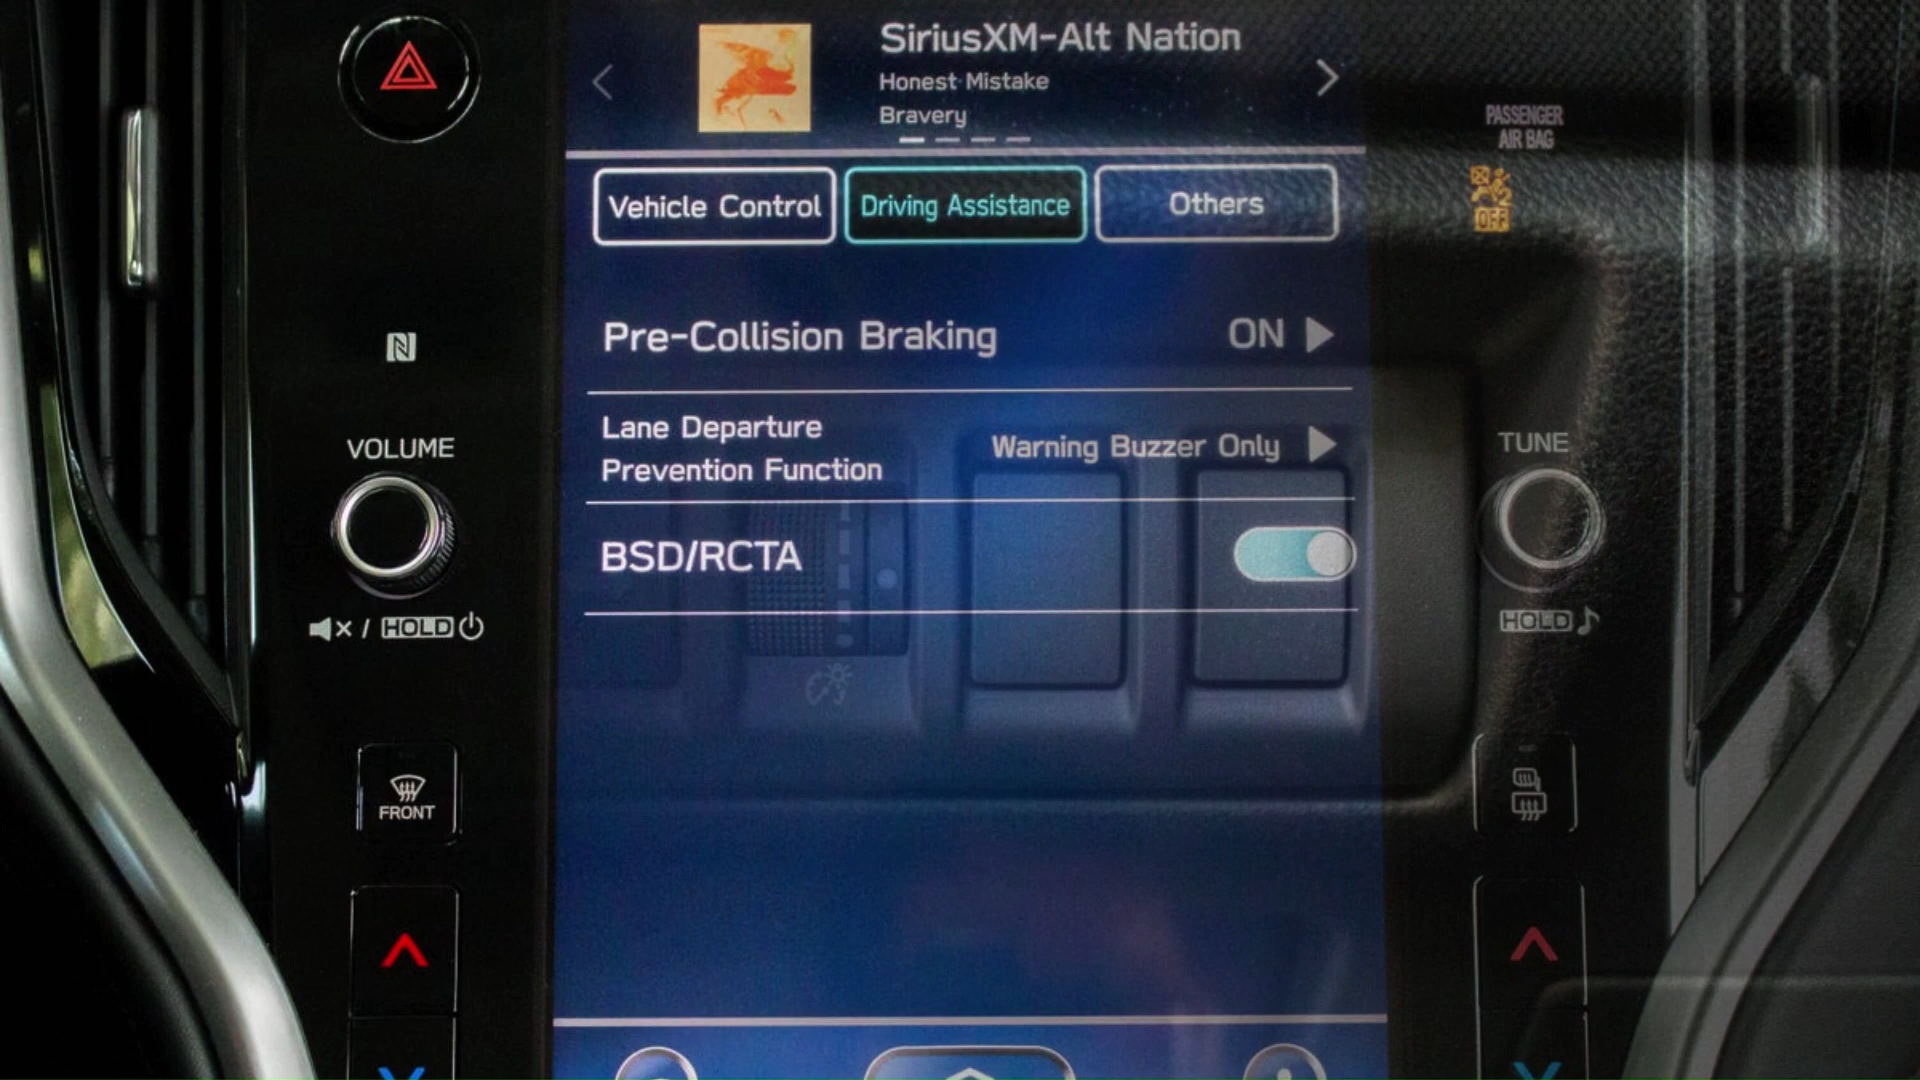 SiriusXM-Alt Nation
Honest Mistake
Bravery
PASSENGER
AIR BAG
OFF
Vehicle Control
Driving Assistance
Others
Pre-Collision Braking
ON
Lane Departure
Prevention Function
Warning Buzzer Only
VOLUME
TUNE
BSD/RCTA
/ HOLD
HOLD
FRONT